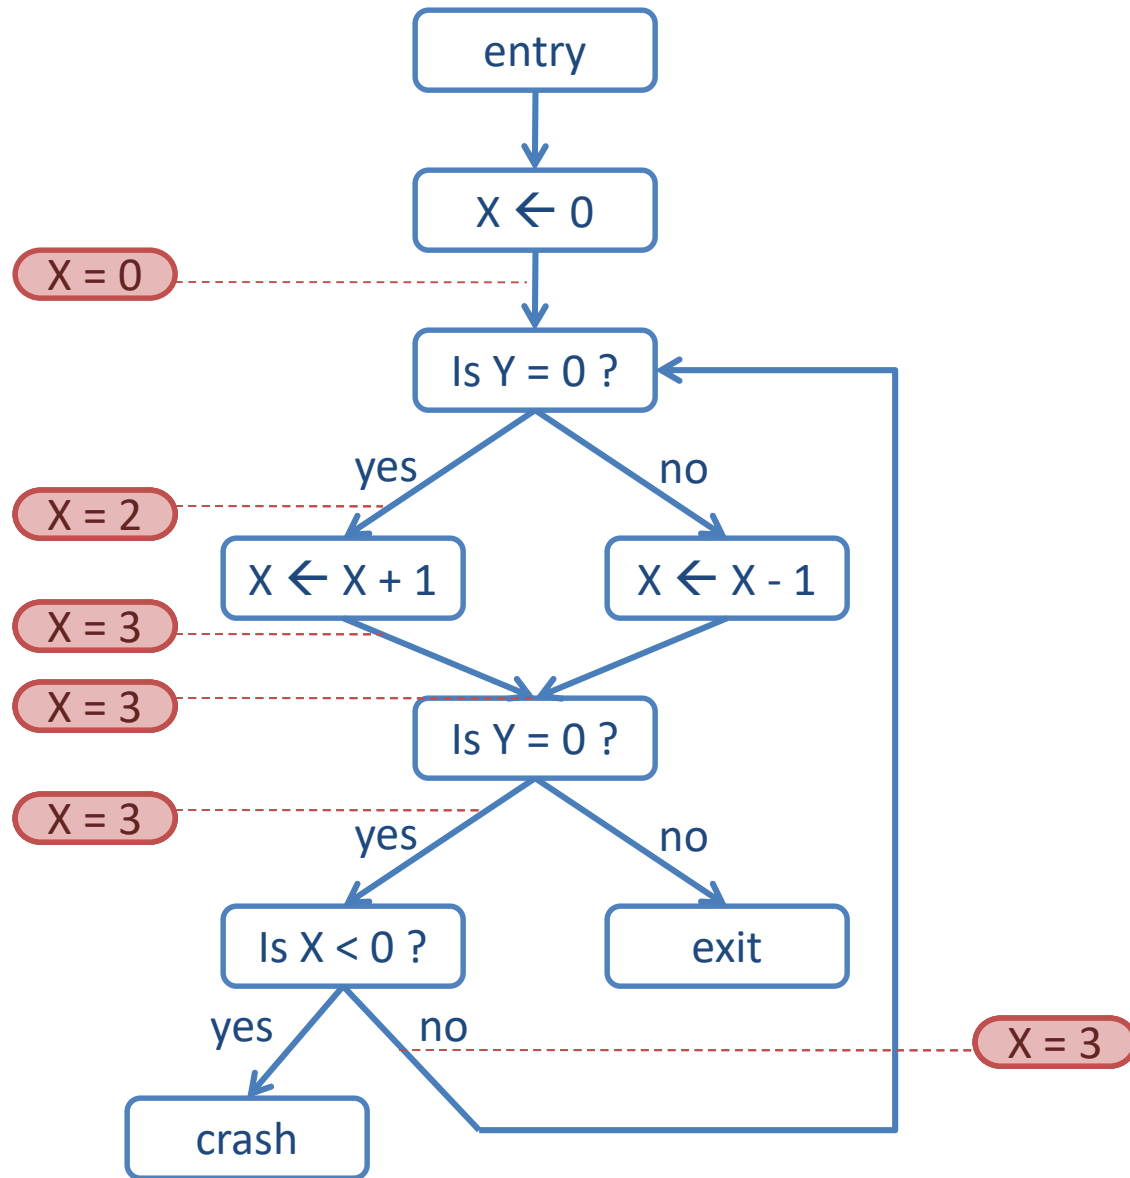 entry
X ← 0
X = 0
Is Y = 0 ?
yes
no
X = 2
X ← X + 1
X ← X - 1
X = 3
X = 3
Is Y = 0 ?
X = 3
yes
no
Is X < 0 ?
exit
yes
no
X = 3
crash